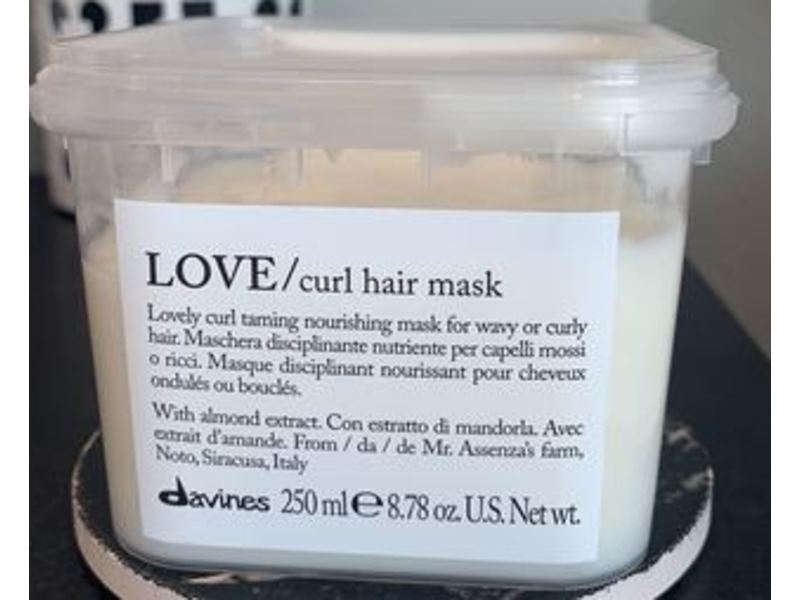 LOVE/curl hair mask
Lovely curl taming nourishing mask for wavy or curly
hair. Maschera disciplinante nutriente per capelli mossi
o ricci. Masque disciplinant nourissant pour cheveux
ondulés ou bouclés.
With almond extract. Con estratto di mandorla. Avec
extrait d'amande. From / da / de Mr. Assenza's farm,
Noto, Siracusa, Italy
davines 250 ml e 8.78 oz. U.S. Net wt.